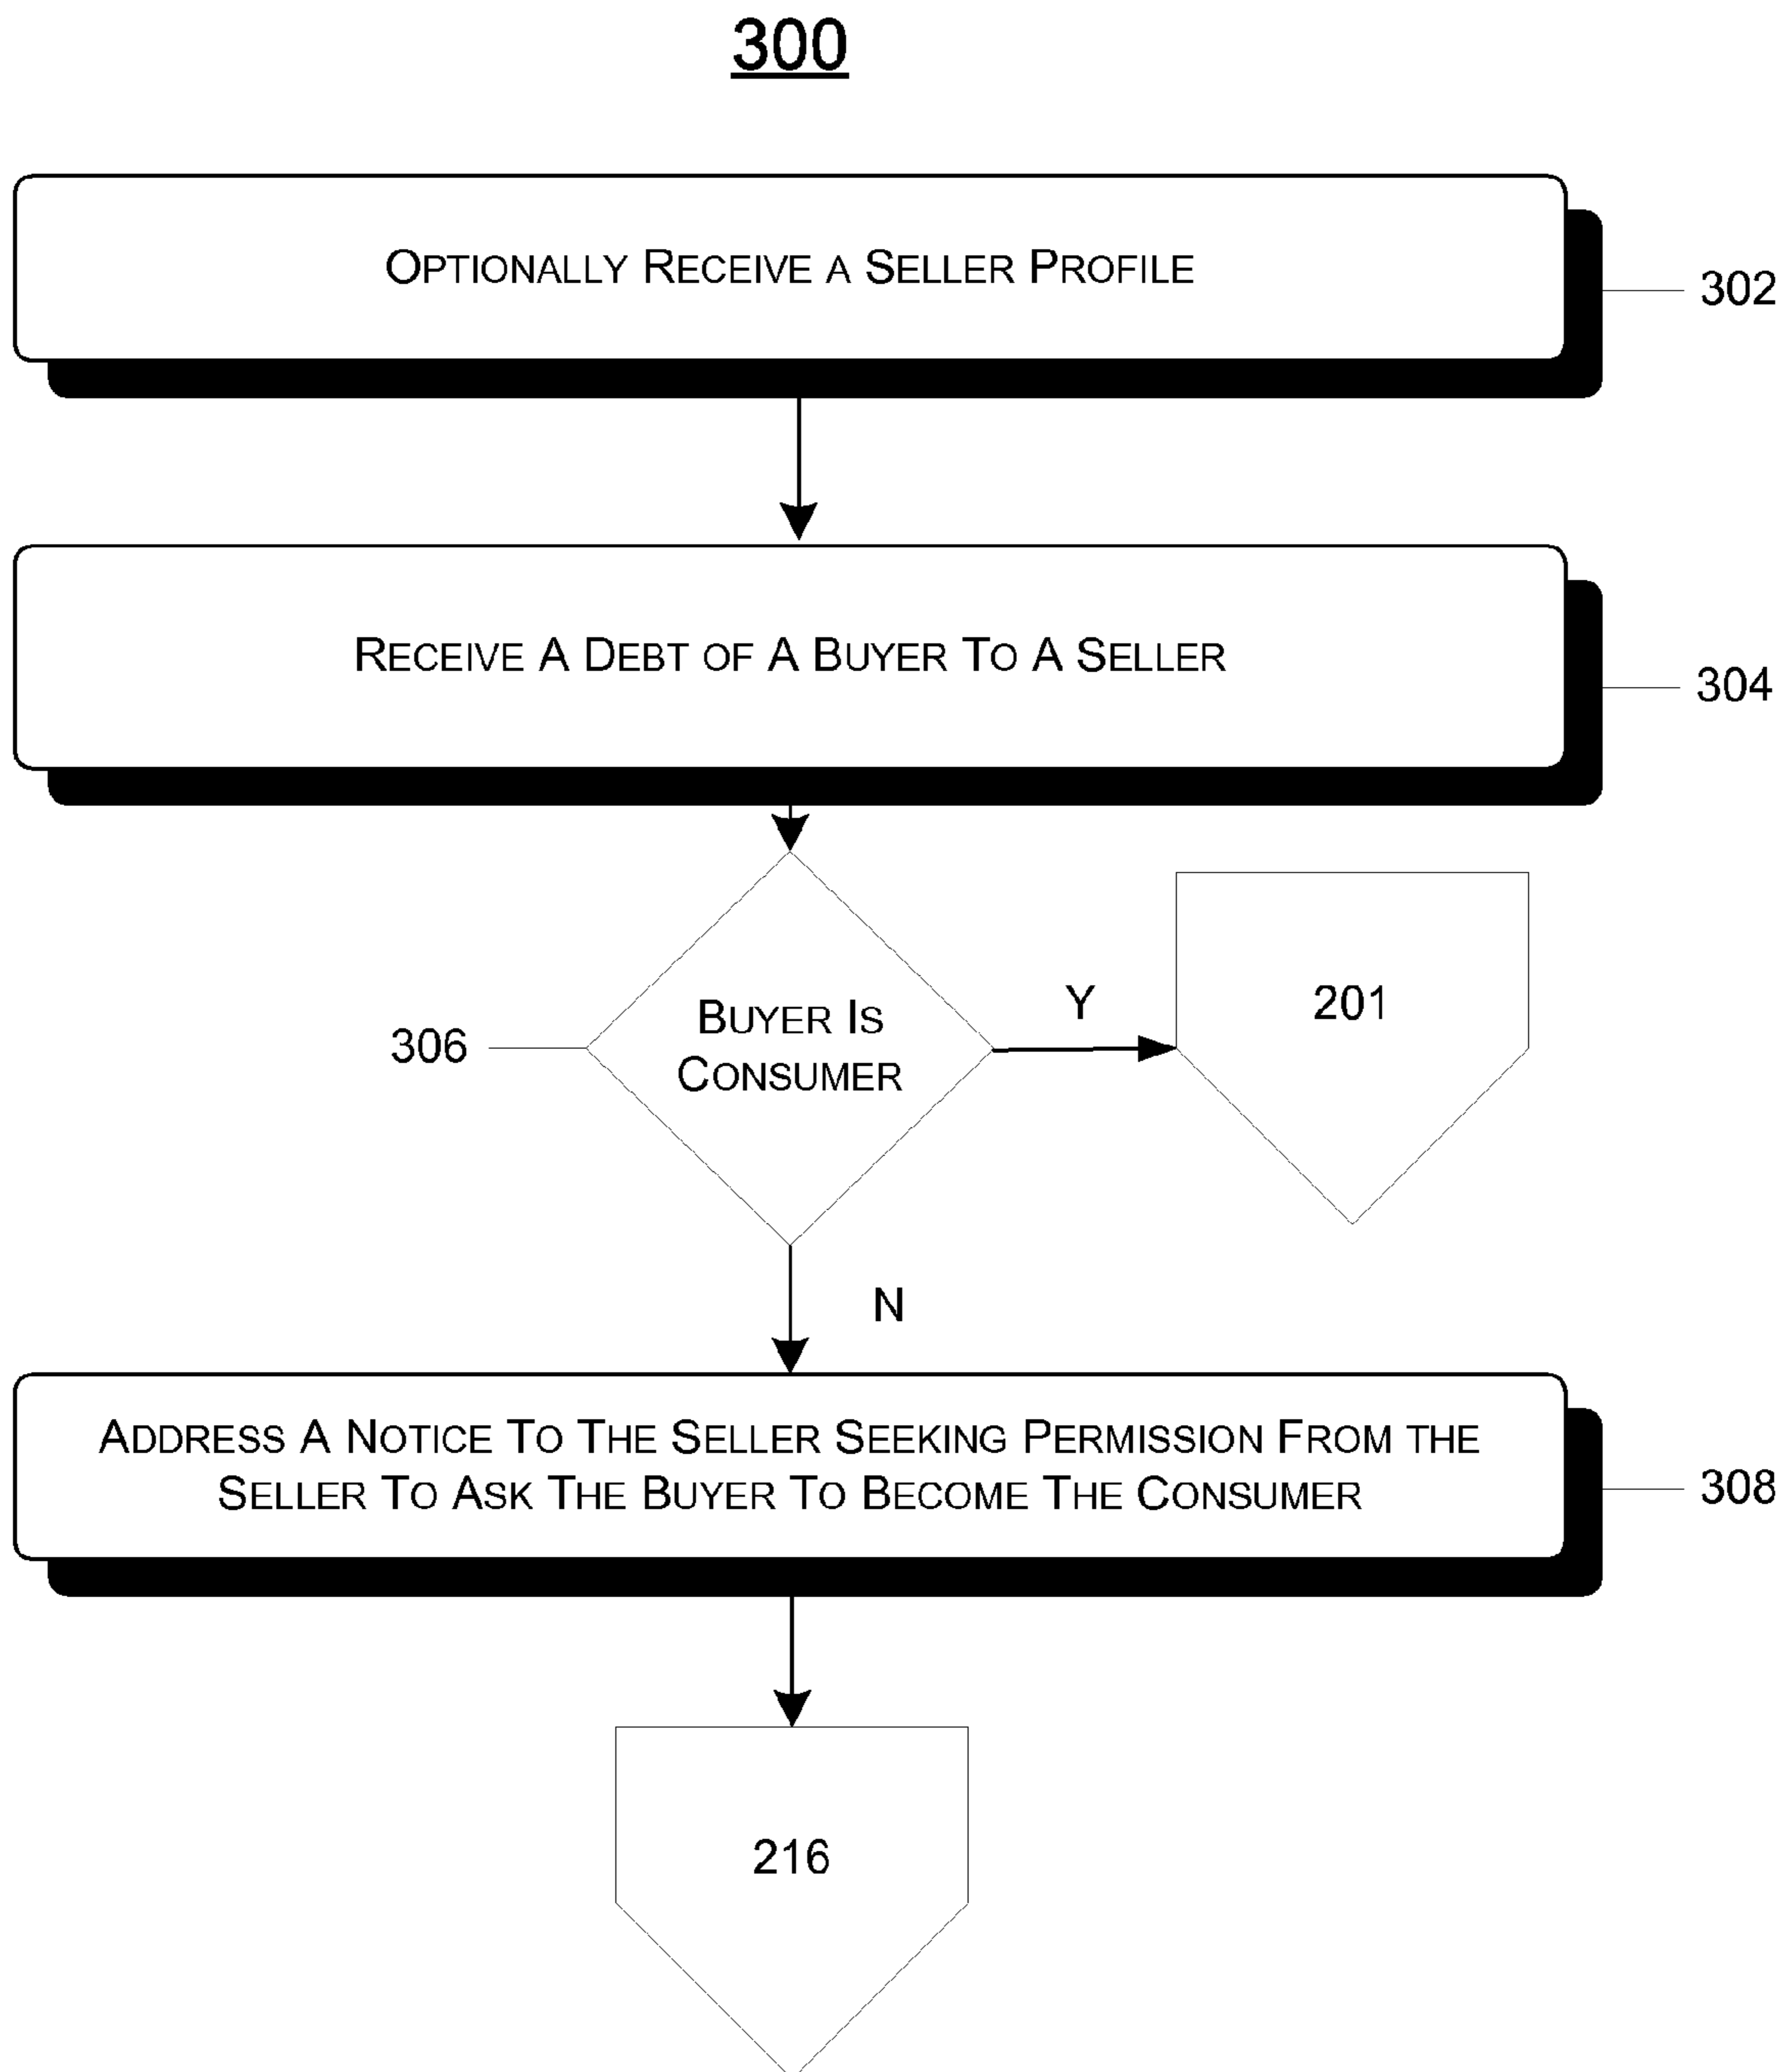 300
OPTIONALLY RECEIVE A SELLER PROFILE
302
RECEIVE A DEBT OF A BUYER TO A SELLER
304
BUYER IS
CONSUMER
306
Y
201
N
ADDRESS A NOTICE TO THE SELLER SEEKING PERMISSION FROM THE
SELLER TO ASK THE BUYER TO BECOME THE CONSUMER
308
216